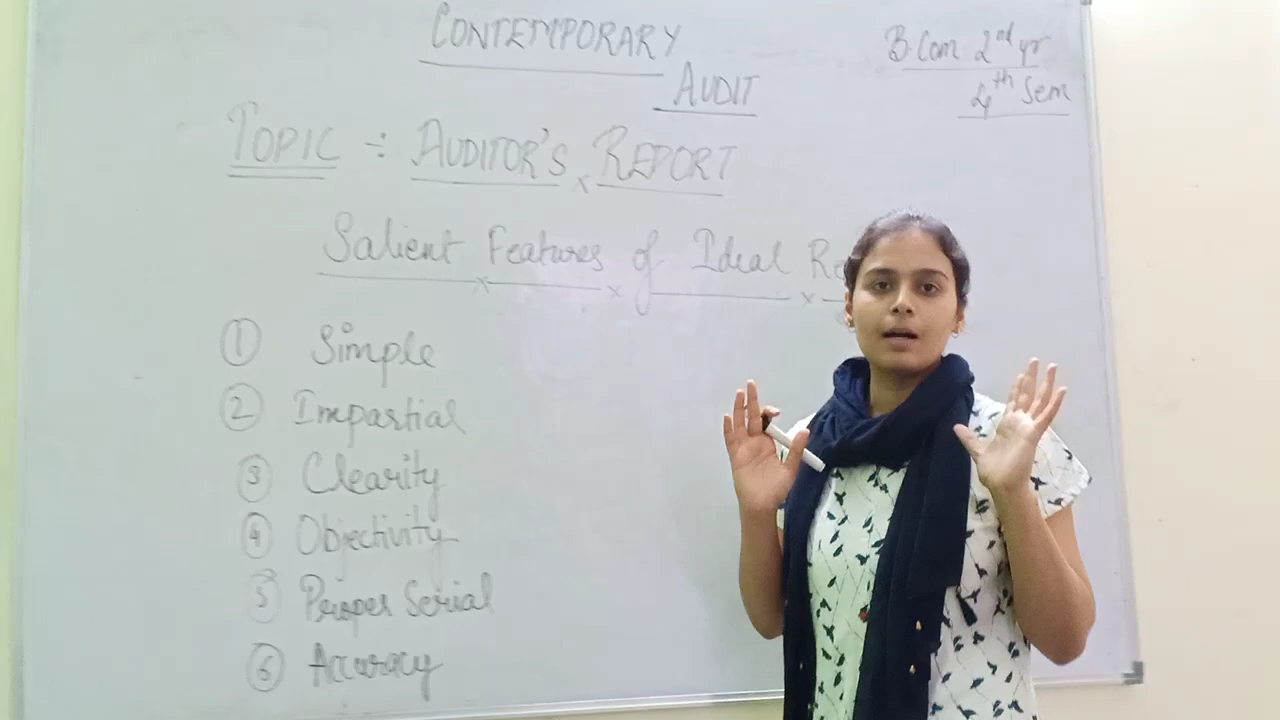 CONTEMPORARY
AUDIT
B.Com 2nd yr
4th Sem
TOPIC ÷ AUDITOR'S REPORT
Salient Features of Ideal
① Simple
② Impartial
③ Clearity
④ Objectivity
⑤ Proper Serial
⑥ Accuracy